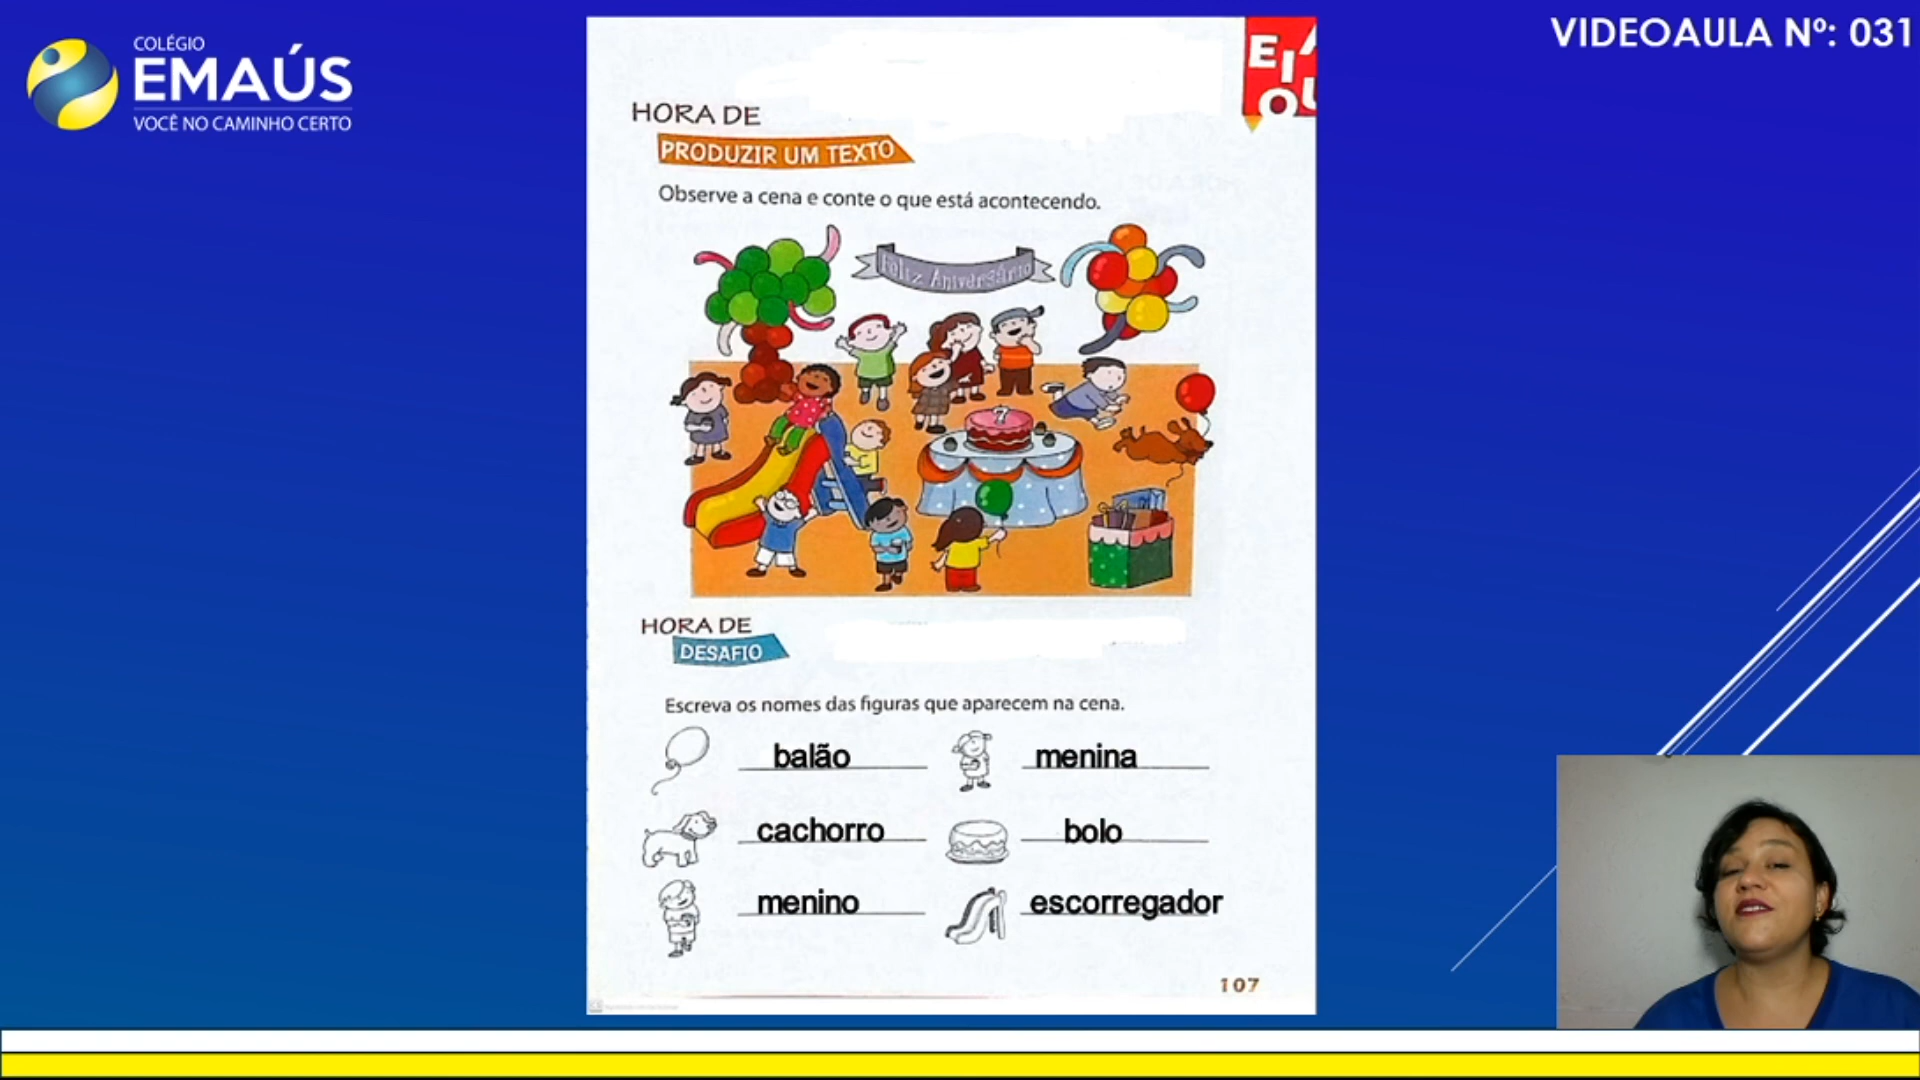 COLÉGIO
EMAÚS
VOCÊ NO CAMINHO CERTO
VIDEOAULA Nº: 031
E I A
O U
HORA DE
PRODUZIR UM TEXTO
Observe a cena e conte o que está acontecendo.
Feliz Aniversário
7
HORA DE
DESAFIO
Escreva os nomes das figuras que aparecem na cena.
balão menina
cachorro bolo
menino escorregador
107